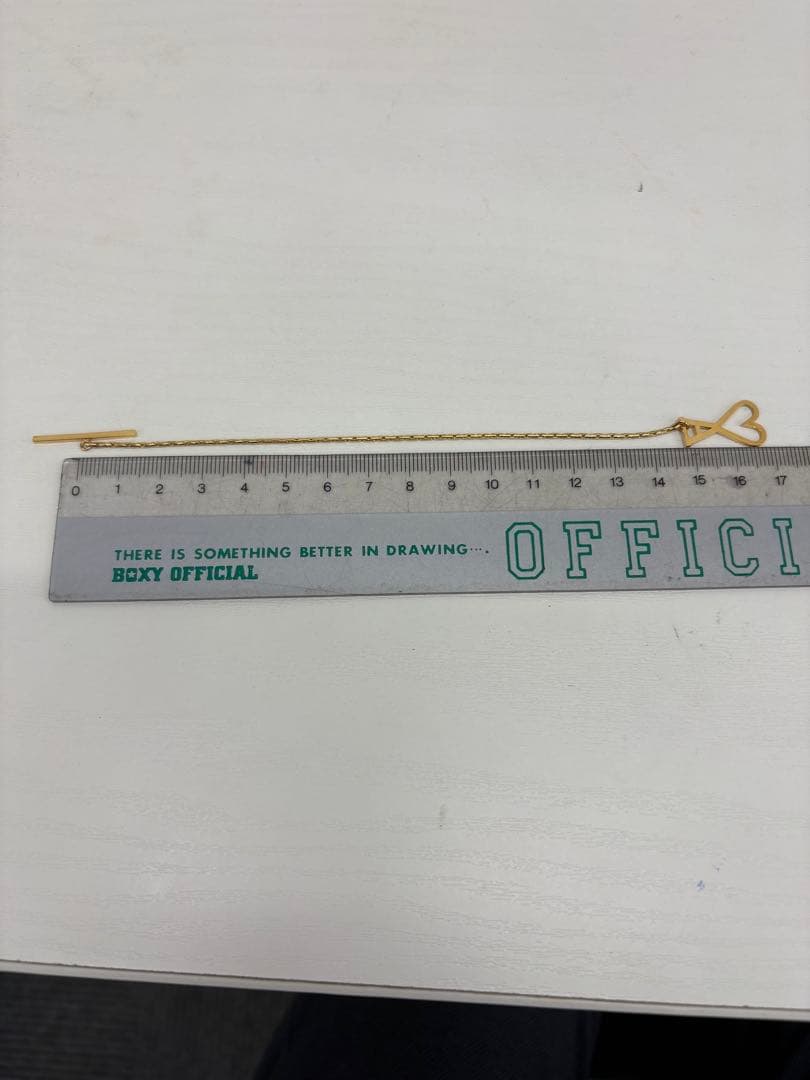 0 1 2 3 4 5 6 7 8 9 10 11 12 13 14 15 16 17
THERE IS SOMETHING BETTER IN DRAWING···.
BOXY OFFICIAL
OFFICI